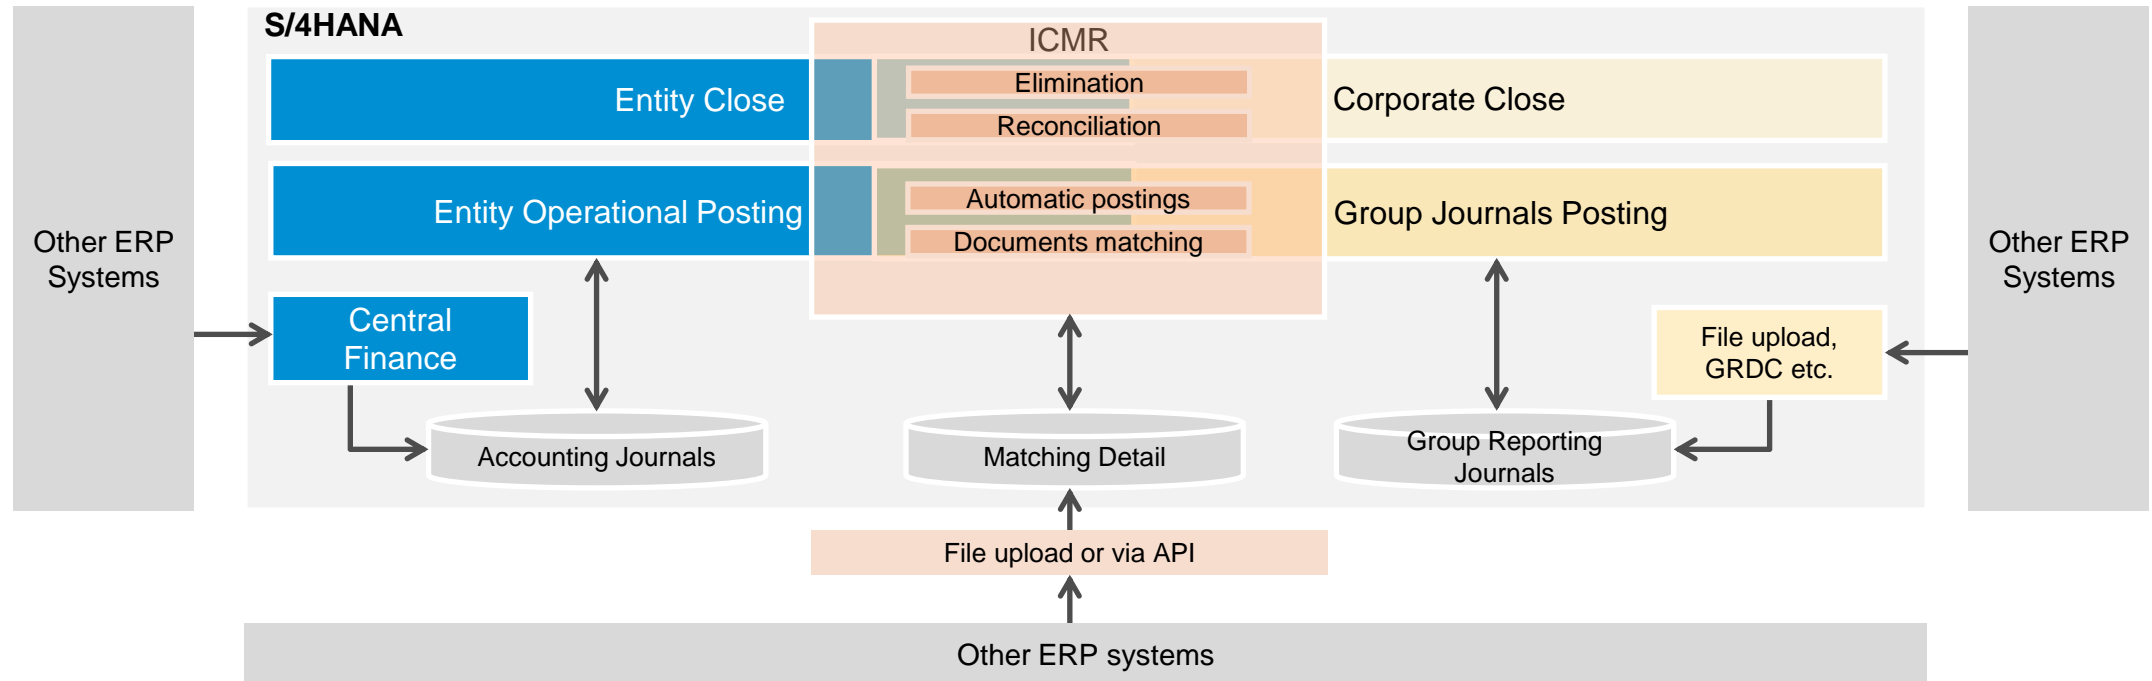 S/4HANA
ICMR
Entity Close
Elimination
Reconciliation
Corporate Close
Entity Operational Posting
Automatic postings
Documents matching
Group Journals Posting
Other ERP
Systems
Other ERP
Systems
Central
Finance
File upload,
GRDC etc.
Accounting Journals
Matching Detail
Group Reporting
Journals
File upload or via API
Other ERP systems